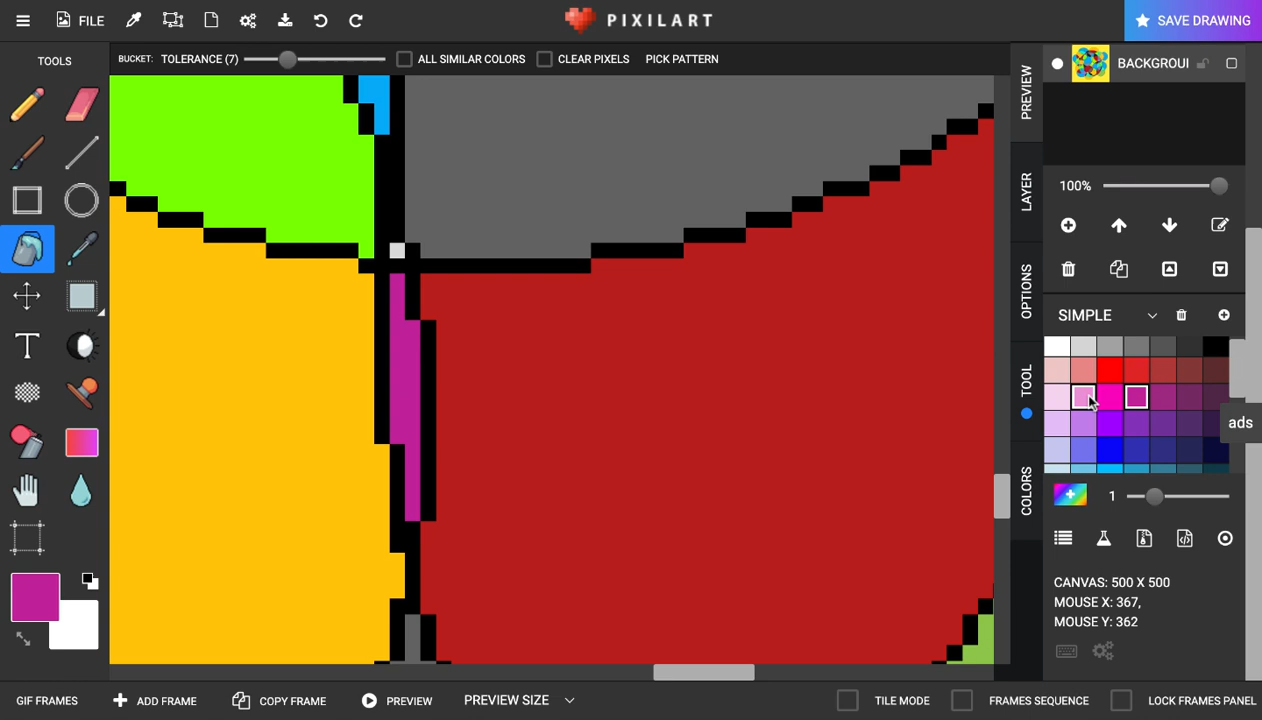 FILE
PIXILART
SAVE DRAWING
TOOLS
BUCKET: TOLERANCE (7)
ALL SIMILAR COLORS
CLEAR PIXELS
PICK PATTERN
PREVIEW
LAYER
OPTIONS
TOOL
COLORS
BACKGROUI
100%
SIMPLE
ads
1
CANVAS: 500 X 500
MOUSE X: 367,
MOUSE Y: 362
GIF FRAMES
ADD FRAME
COPY FRAME
PREVIEW
PREVIEW SIZE
TILE MODE
FRAMES SEQUENCE
LOCK FRAMES PANEL